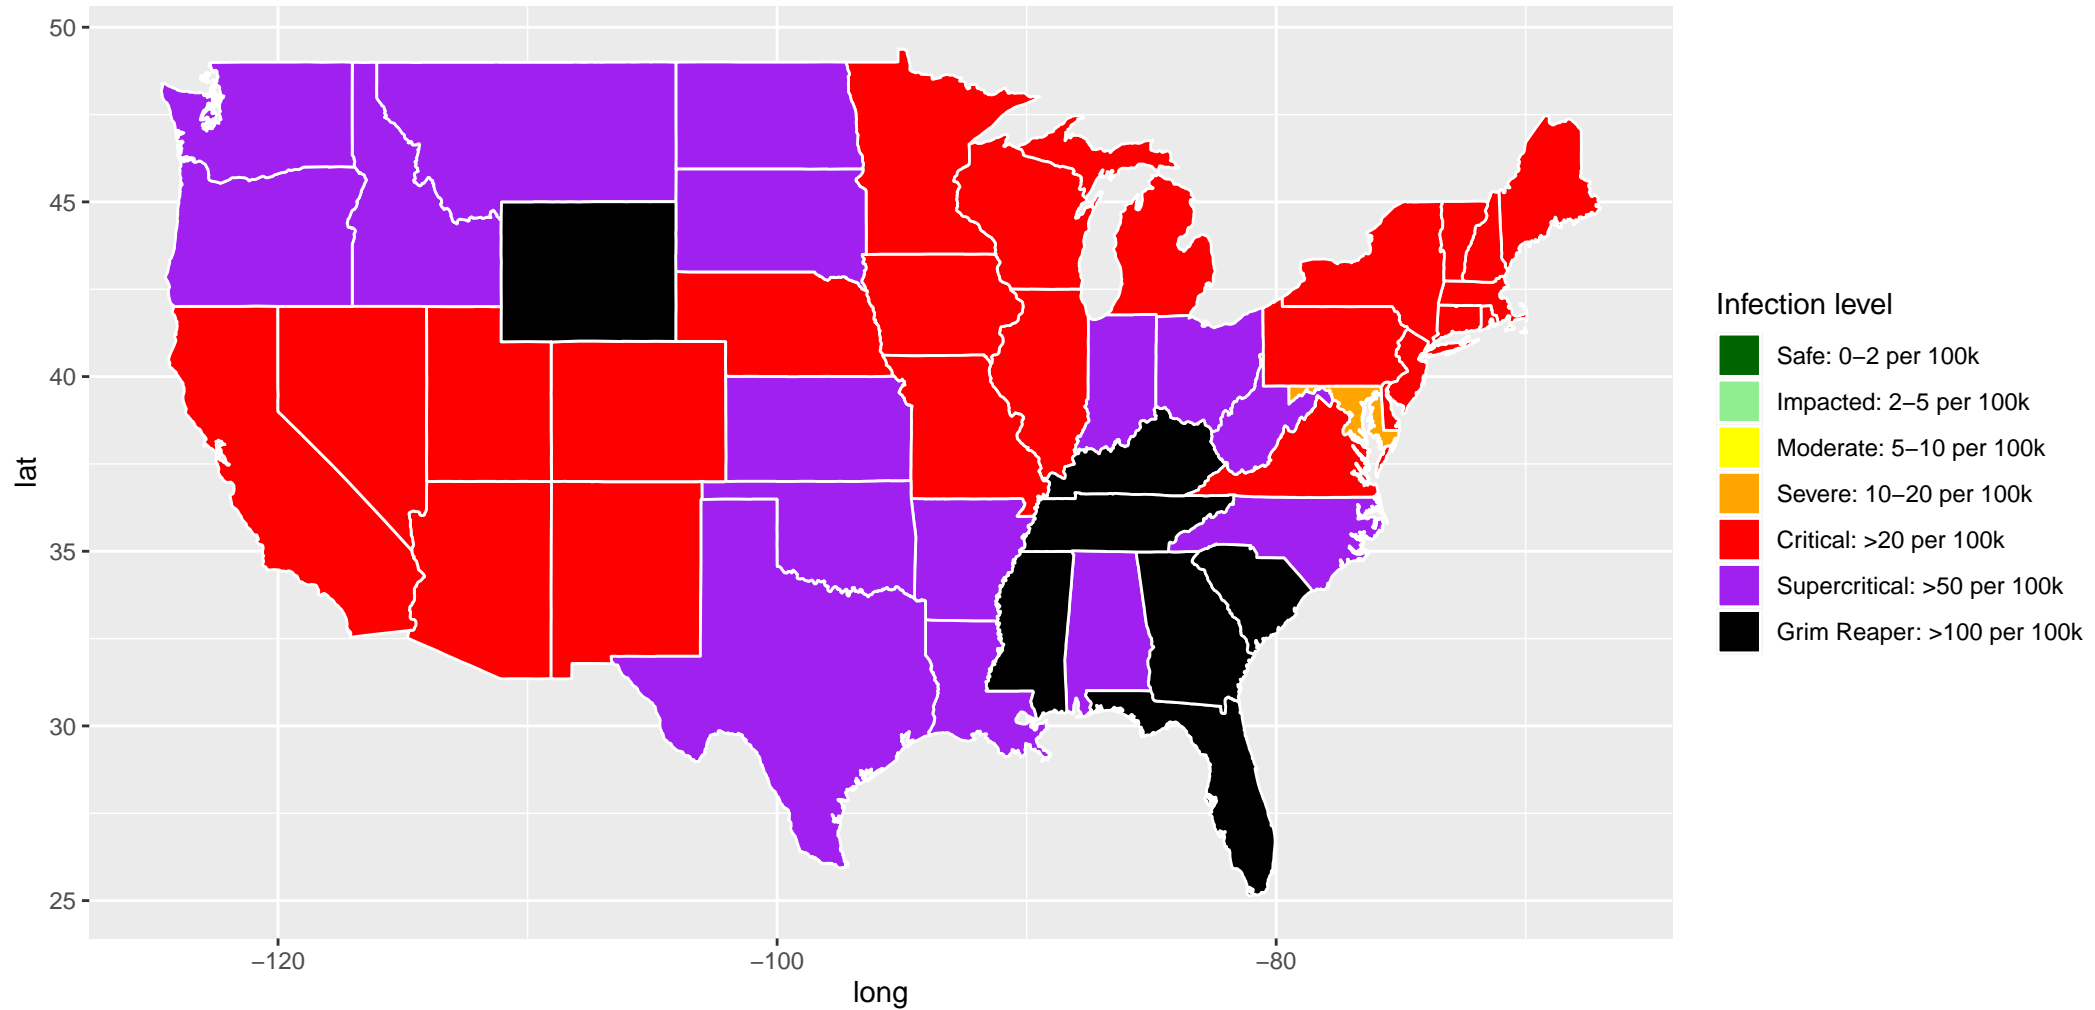 50
45
40
35
30
25
lat
−120
−100
−80
long
Infection level
Safe: 0−2 per 100k
Impacted: 2−5 per 100k
Moderate: 5−10 per 100k
Severe: 10−20 per 100k
Critical: >20 per 100k
Supercritical: >50 per 100k
Grim Reaper: >100 per 100k